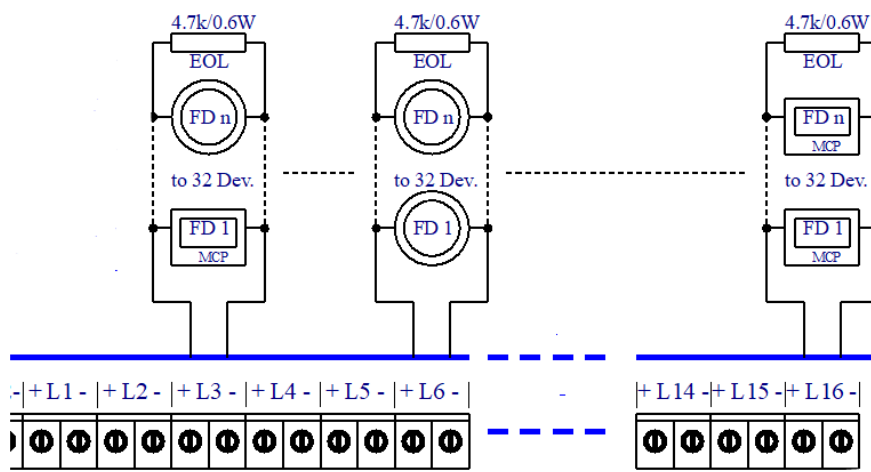 4.7k/0.6W 4.7k/0.6W 4.7k/0.6W
EOL EOL EOL
FD n FD n FD n
MCP
to 32 Dev. to 32 Dev. to 32 Dev.
FD 1 FD 1 FD 1
MCP MCP
-|+ L1 -|+ L2 -|+ L3 -|+ L4 -|+ L5 -|+ L6 -| - |+ L14 -|+ L15 -|+ L16 -|